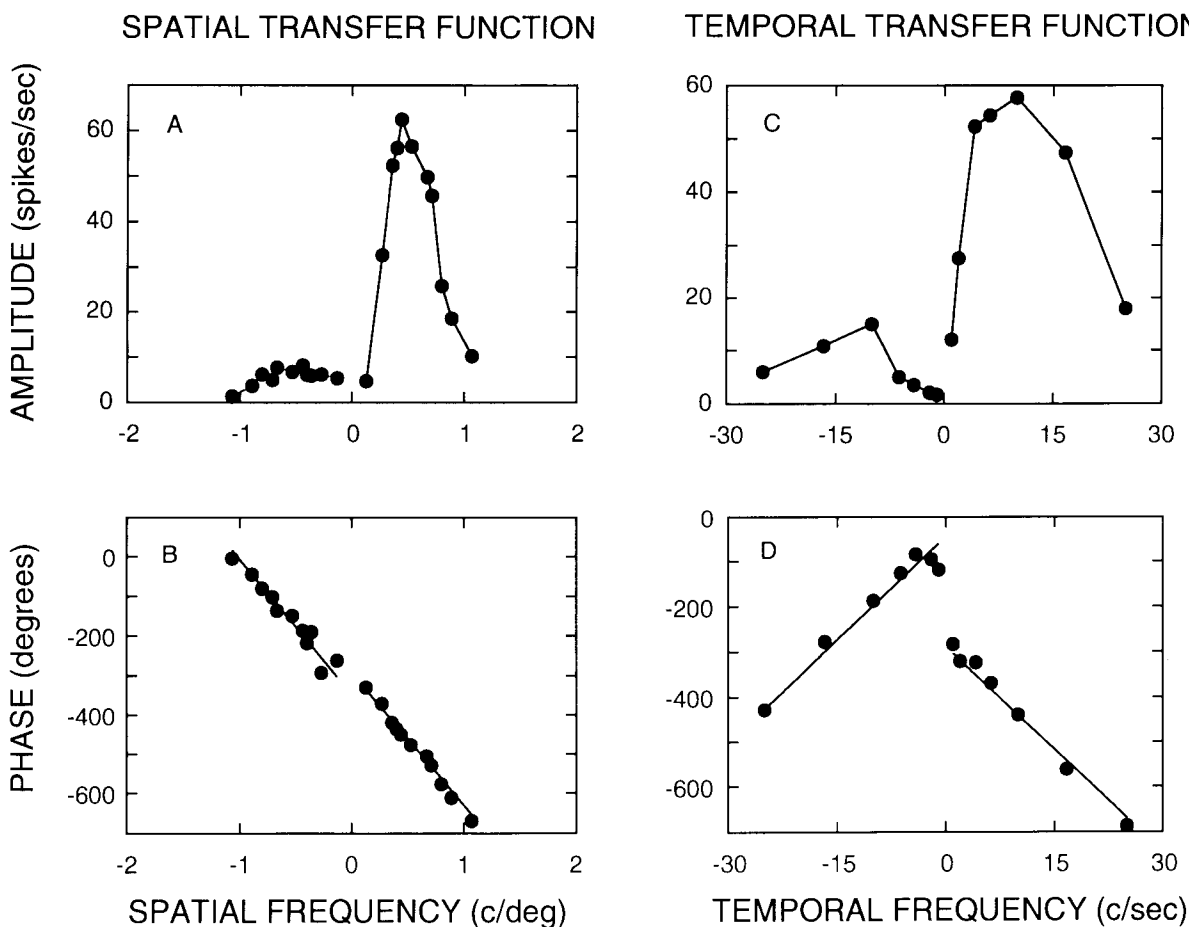 SPATIAL TRANSFER FUNCTION
TEMPORAL TRANSFER FUNCTION
AMPLITUDE (spikes/sec)
A
60
40
20
0
-2 -1 0 1 2
C
60
40
20
0
-30 -15 0 15 30
PHASE (degrees)
B
0
-200
-400
-600
-2 -1 0 1 2
SPATIAL FREQUENCY (c/deg)
D
0
-200
-400
-600
-30 -15 0 15 30
TEMPORAL FREQUENCY (c/sec)